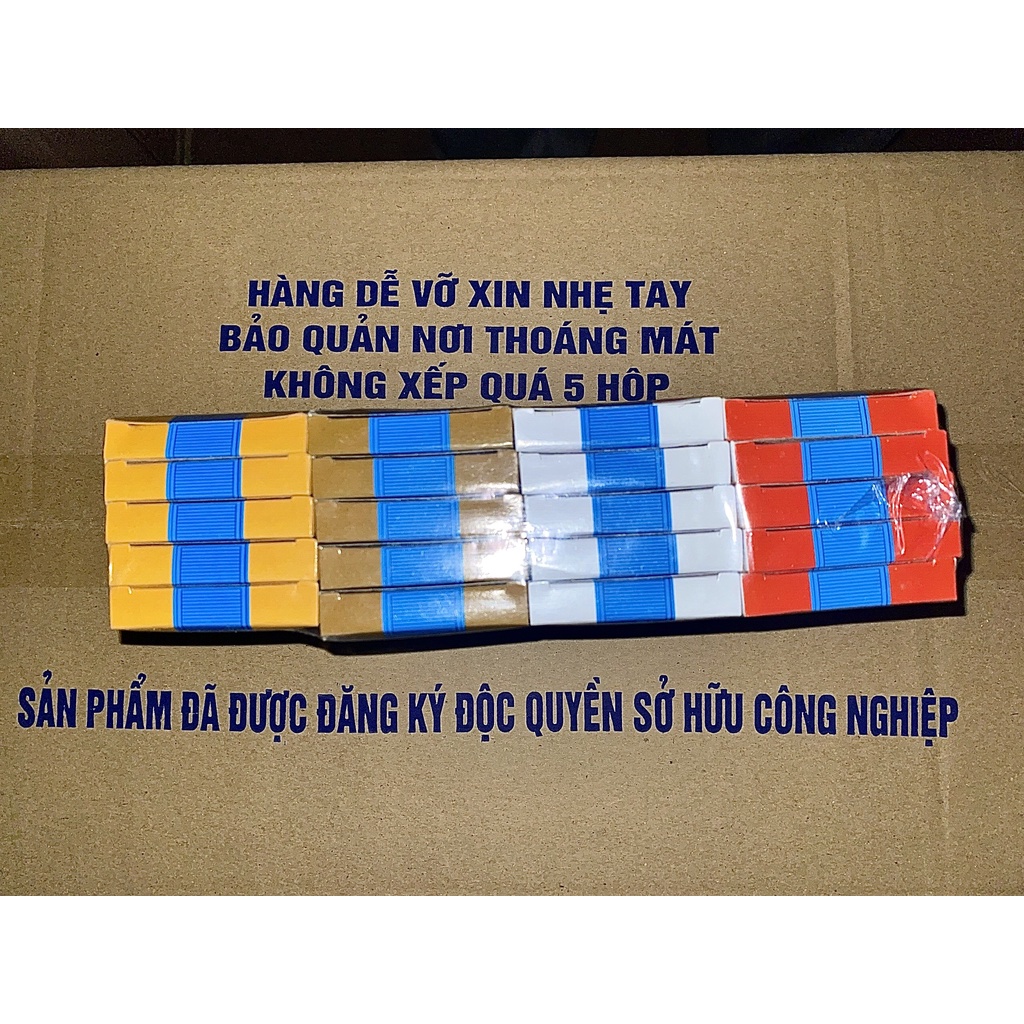 HÀNG DỄ VỠ XIN NHẸ TAY
BẢO QUẢN NƠI THOÁNG MÁT
KHÔNG XẾP QUÁ 5 HỘP
SẢN PHẨM ĐÃ ĐƯỢC ĐĂNG KÝ ĐỘC QUYỀN SỞ HỮU CÔNG NGHIỆP